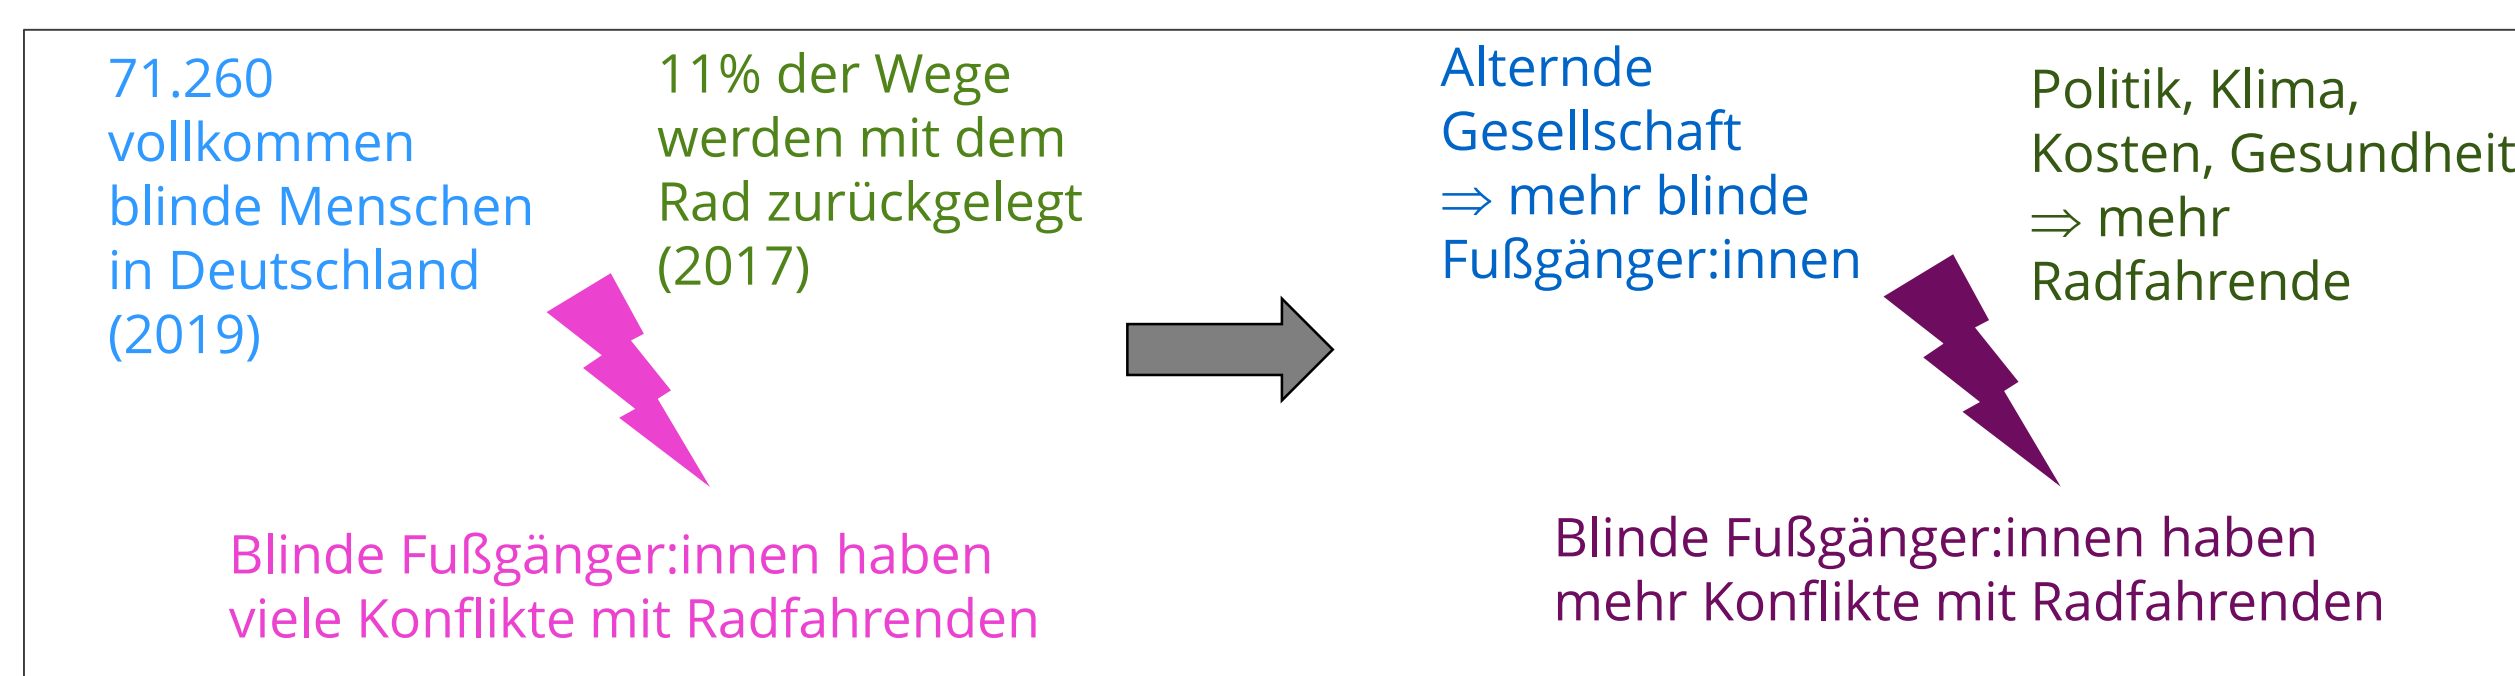 71.260
vollkommen
blinde Menschen
in Deutschland
(2019)
11% der Wege
werden mit dem
Rad zurückgelegt
(2017)
Blinde Fußgänger:innen haben
viele Konflikte mit Radfahrenden
Alternde
Gesellschaft
⇒ mehr blinde
Fußgänger:innen
Politik, Klima,
Kosten, Gesundheit
⇒ mehr
Radfahrende
Blinde Fußgänger:innen haben
mehr Konflikte mit Radfahrenden